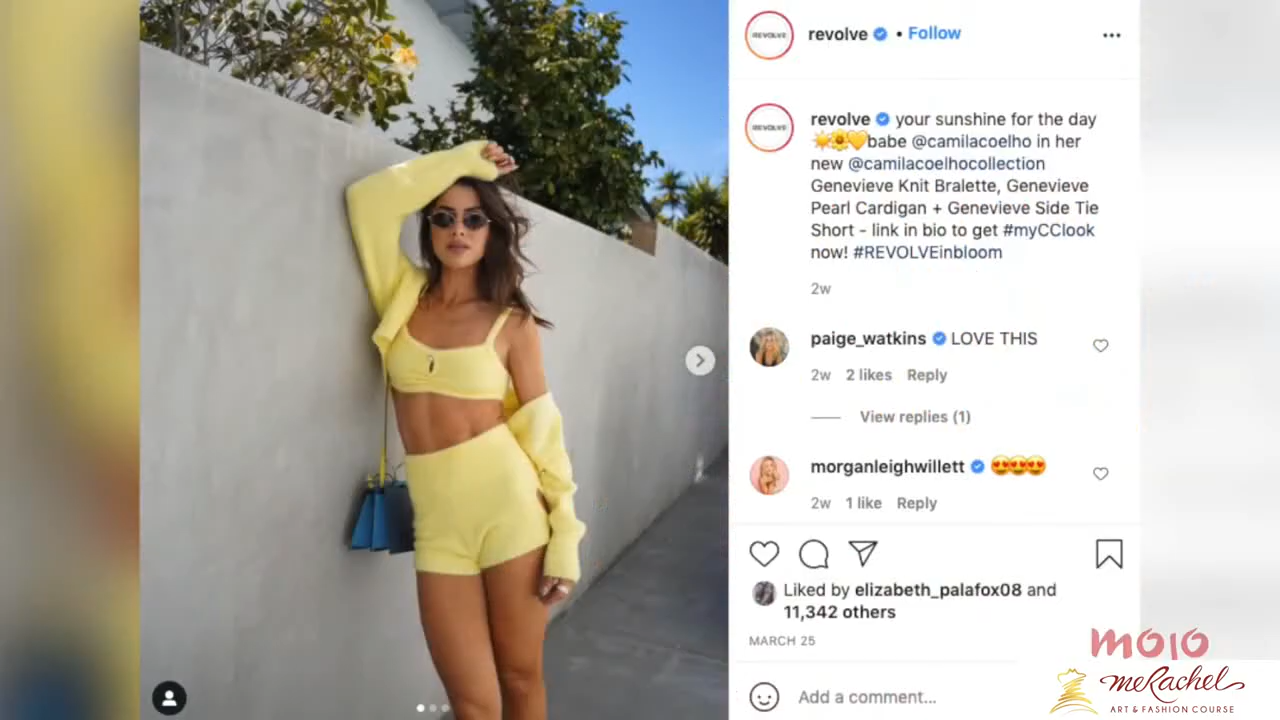 REVOLVE
revolve • Follow
REVOLVE
revolve your sunshine for the day
☀️🌻💛babe @camilacoelho in her
new @camilacoelhocollection
Genevieve Knit Bralette, Genevieve
Pearl Cardigan + Genevieve Side Tie
Short - link in bio to get #myCClook
now! #REVOLVEinbloom
2w
paige_watkins LOVE THIS
2w 2 likes Reply
View replies (1)
morganleighwillett 😍😍😍
2w 1 like Reply
Liked by elizabeth_palafox08 and
11,342 others
MARCH 25
Add a comment...
moio
meRachel
ART & FASHION COURSE